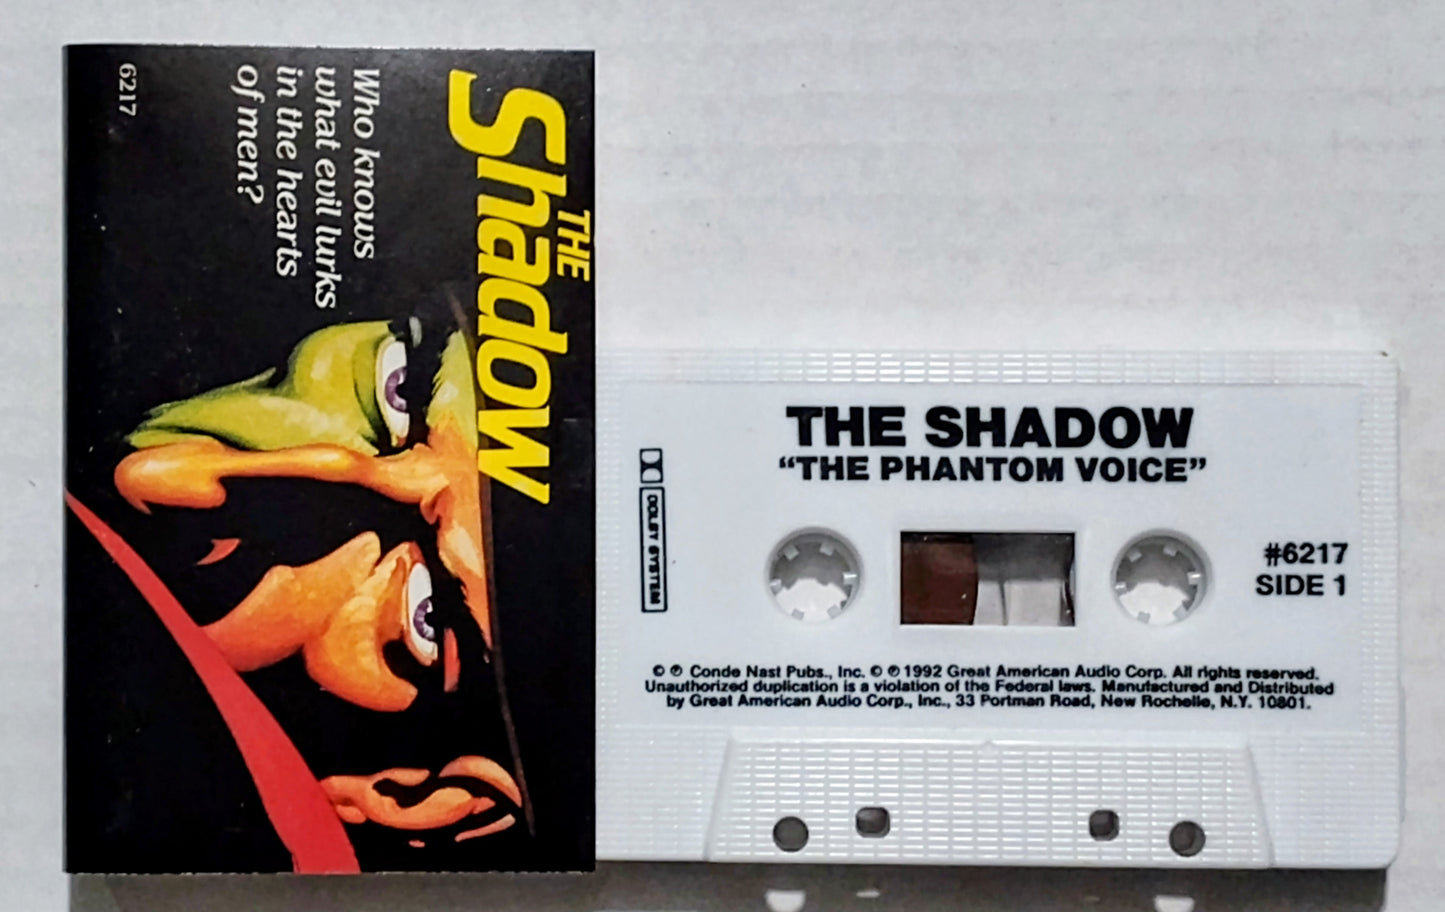 THE
Shadow
Who knows
what evil lurks
in the hearts
of men?
6217
THE SHADOW
“THE PHANTOM VOICE”
DOLBY SYSTEM
#6217
SIDE 1
© ℗ Conde Nast Pubs., Inc. © ℗ 1992 Great American Audio Corp. All rights reserved.
Unauthorized duplication is a violation of the Federal laws. Manufactured and Distributed
by Great American Audio Corp., Inc., 33 Portman Road, New Rochelle, N.Y. 10801.